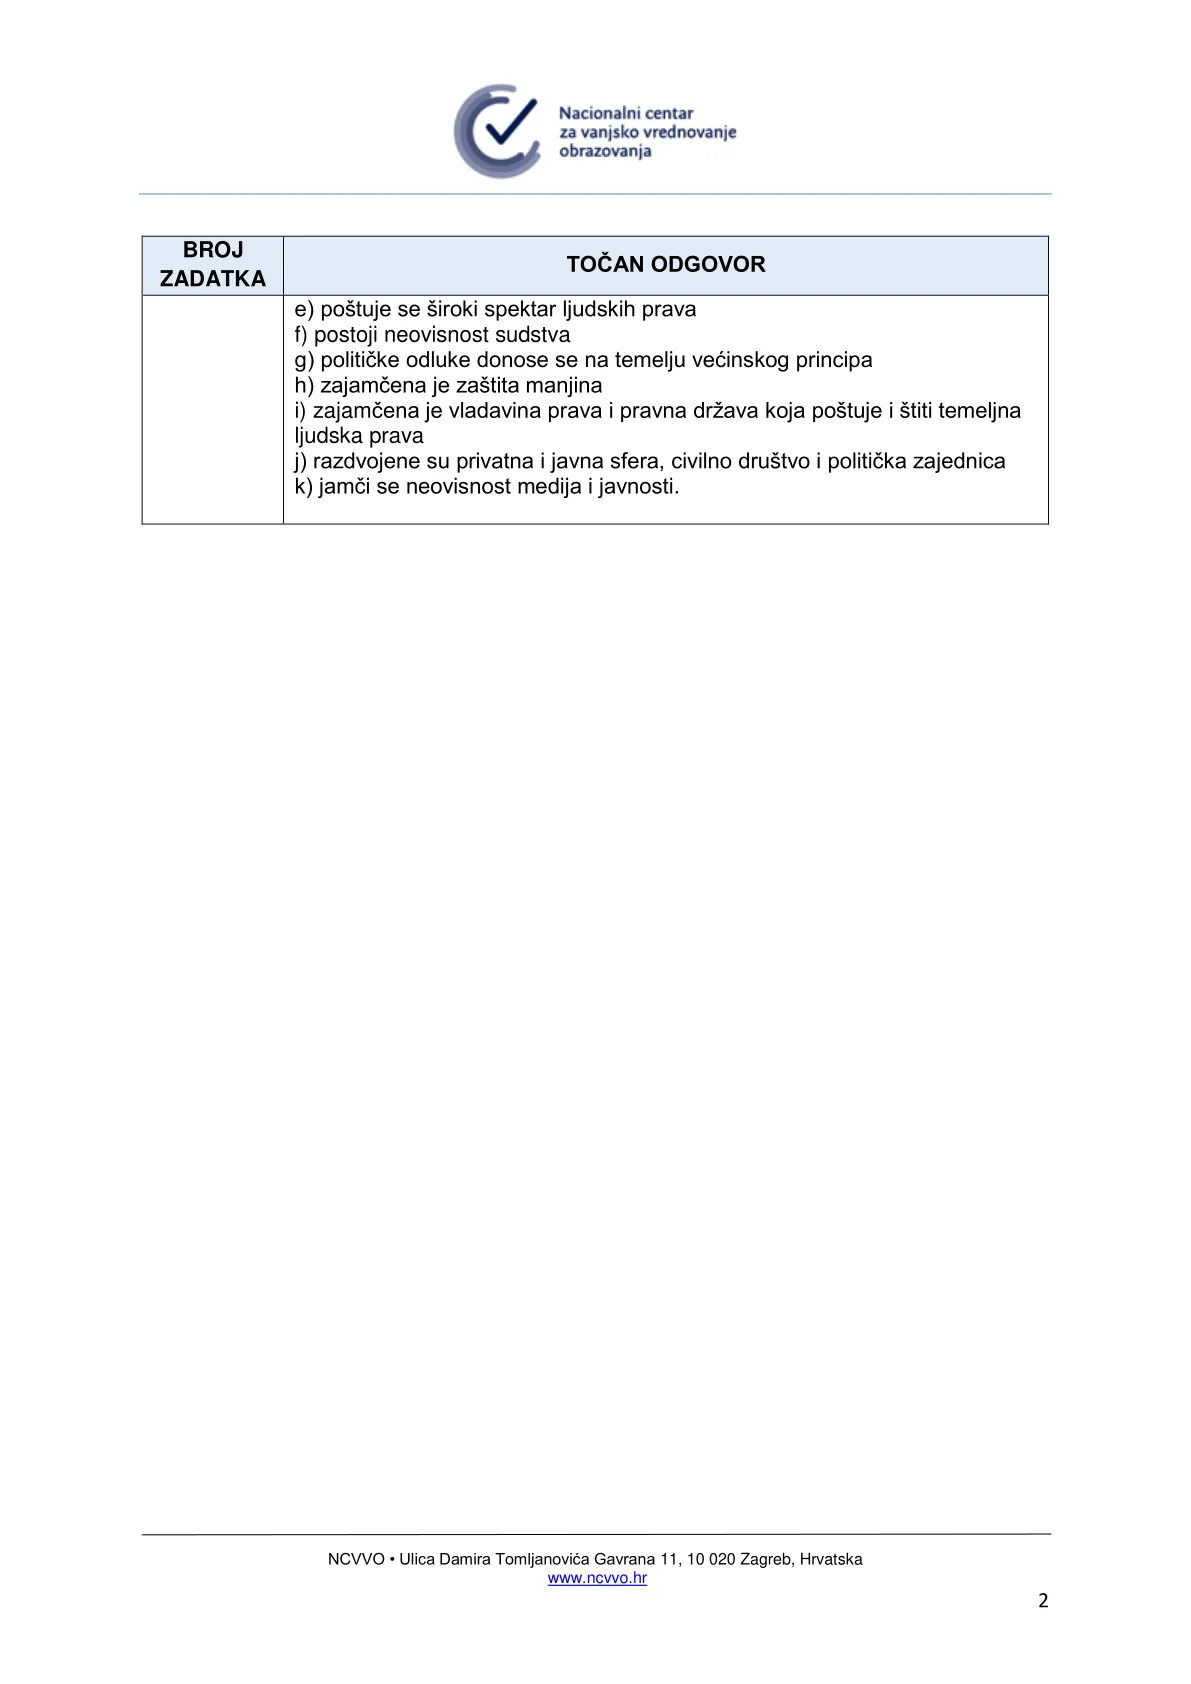 Nacionalni centar
za vanjsko vrednovanje
obrazovanja
BROJ
ZADATKA
TOČAN ODGOVOR
e) poštuje se široki spektar ljudskih prava
f) postoji neovisnost sudstva
g) političke odluke donose se na temelju većinskog principa
h) zajamčena je zaštita manjina
i) zajamčena je vladavina prava i pravna država koja poštuje i štiti temeljna
ljudska prava
j) razdvojene su privatna i javna sfera, civilno društvo i politička zajednica
k) jamči se neovisnost medija i javnosti.
NCVVO • Ulica Damira Tomljanovića Gavrana 11, 10 020 Zagreb, Hrvatska
www.ncvvo.hr
2